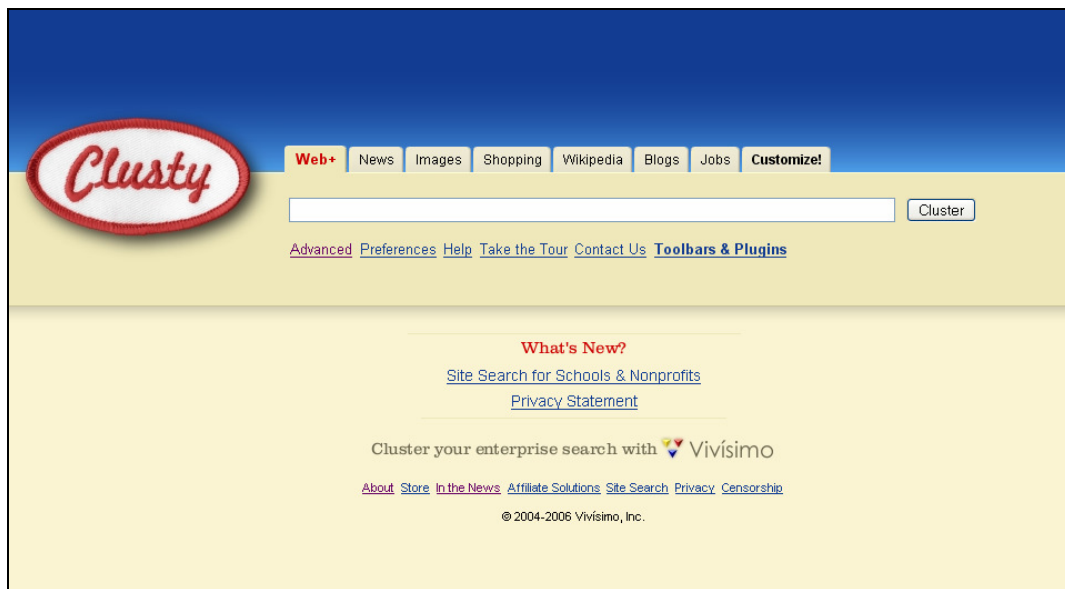 Clusty
Web+ News Images Shopping Wikipedia Blogs Jobs Customize!
Cluster
Advanced Preferences Help Take the Tour Contact Us Toolbars & Plugins
What's New?
Site Search for Schools & Nonprofits
Privacy Statement
Cluster your enterprise search with Vivísimo
About Store In the News Affiliate Solutions Site Search Privacy Censorship
© 2004-2006 Vivísimo, Inc.